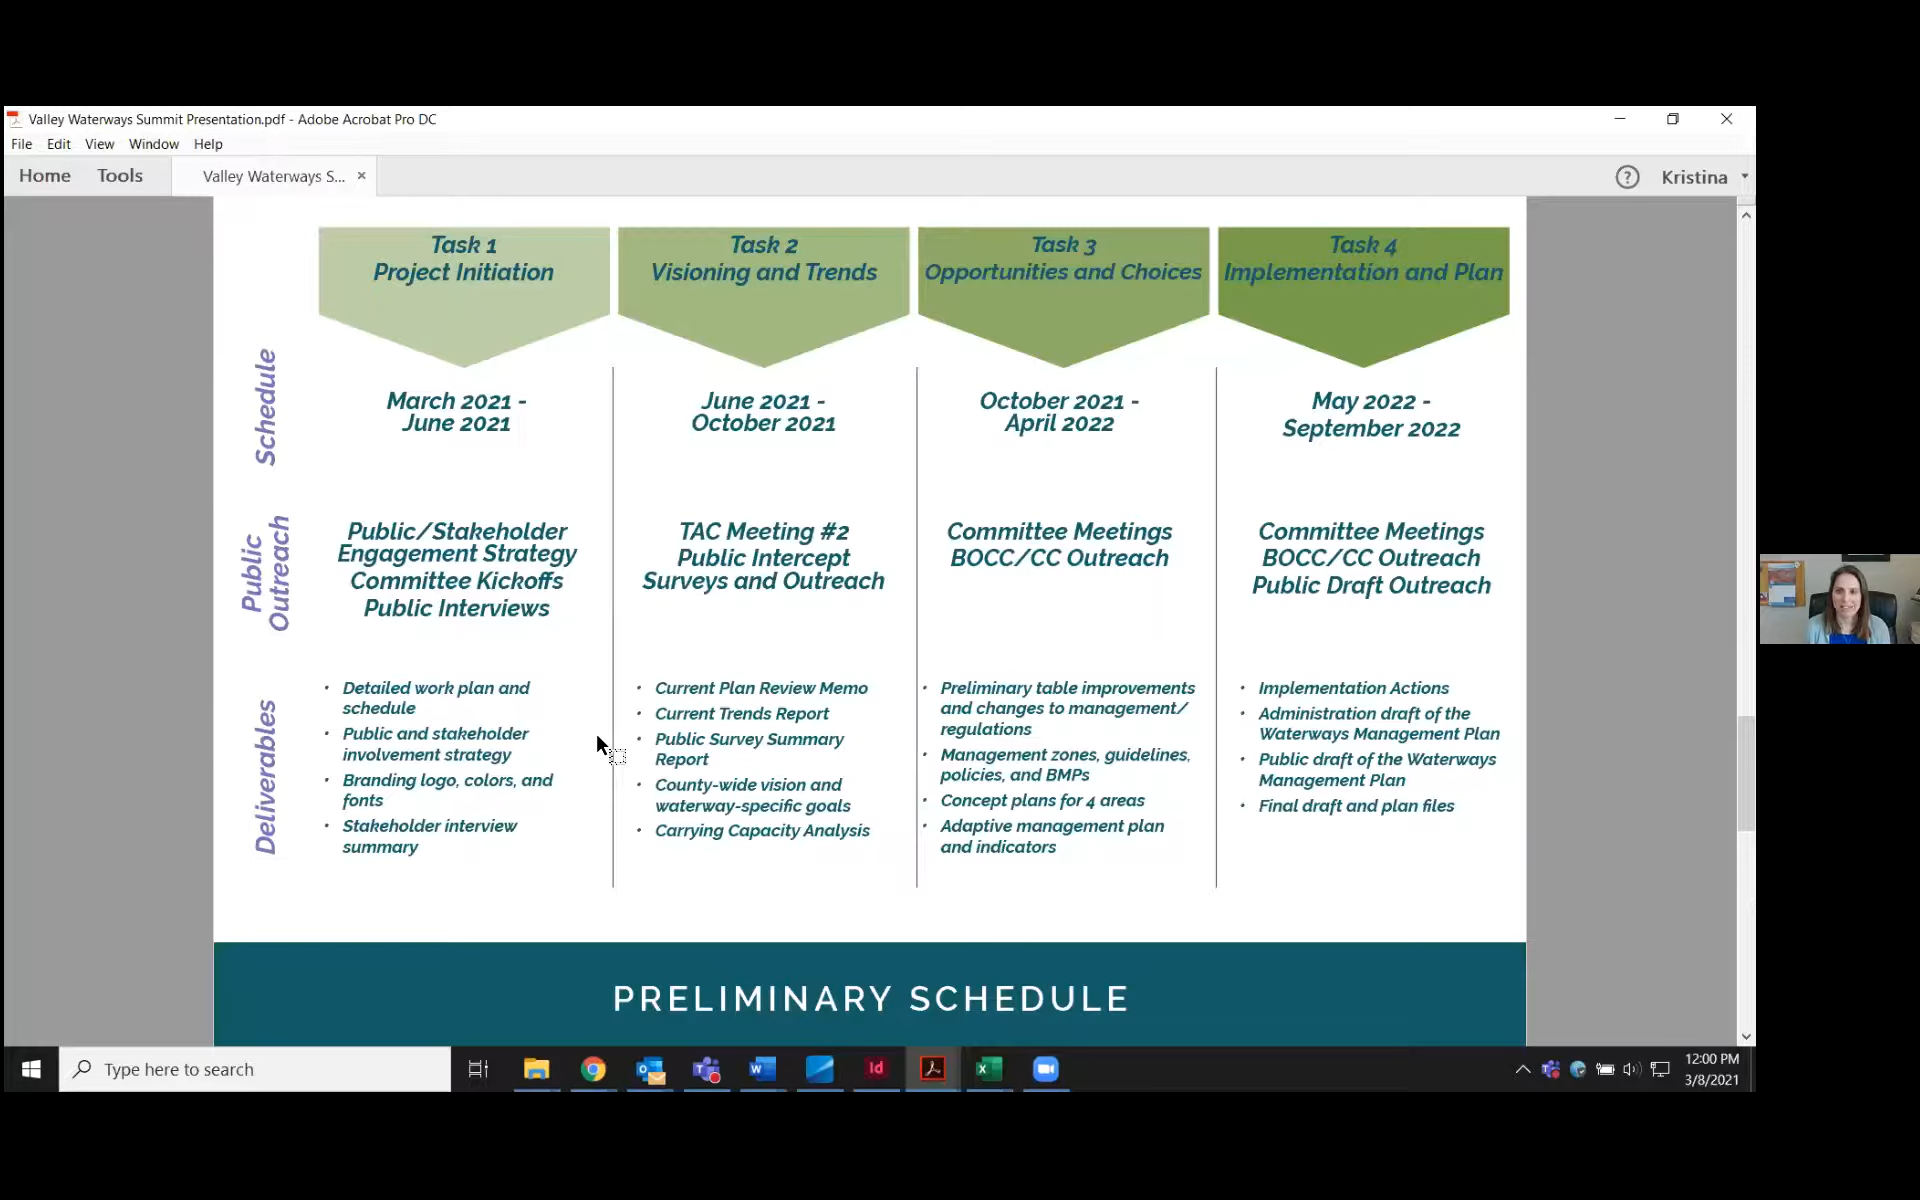 Valley Waterways Summit Presentation.pdf - Adobe Acrobat Pro DC
File Edit View Window Help
Home Tools Valley Waterways S... × Kristina
Task 1
Project Initiation
Task 2
Visioning and Trends
Task 3
Opportunities and Choices
Task 4
Implementation and Plan
Schedule
March 2021 -
June 2021
June 2021 -
October 2021
October 2021 -
April 2022
May 2022 -
September 2022
Public
Outreach
Public/Stakeholder
Engagement Strategy
Committee Kickoffs
Public Interviews
TAC Meeting #2
Public Intercept
Surveys and Outreach
Committee Meetings
BOCC/CC Outreach
Committee Meetings
BOCC/CC Outreach
Public Draft Outreach
Deliverables
• Detailed work plan and
schedule
• Public and stakeholder
involvement strategy
• Branding logo, colors, and
fonts
• Stakeholder interview
summary
• Current Plan Review Memo
• Current Trends Report
• Public Survey Summary
Report
• County-wide vision and
waterway-specific goals
• Carrying Capacity Analysis
• Preliminary table improvements
and changes to management/
regulations
• Management zones, guidelines,
policies, and BMPs
• Concept plans for 4 areas
• Adaptive management plan
and indicators
• Implementation Actions
• Administration draft of the
Waterways Management Plan
• Public draft of the Waterways
Management Plan
• Final draft and plan files
PRELIMINARY SCHEDULE
Type here to search
12:00 PM
3/8/2021